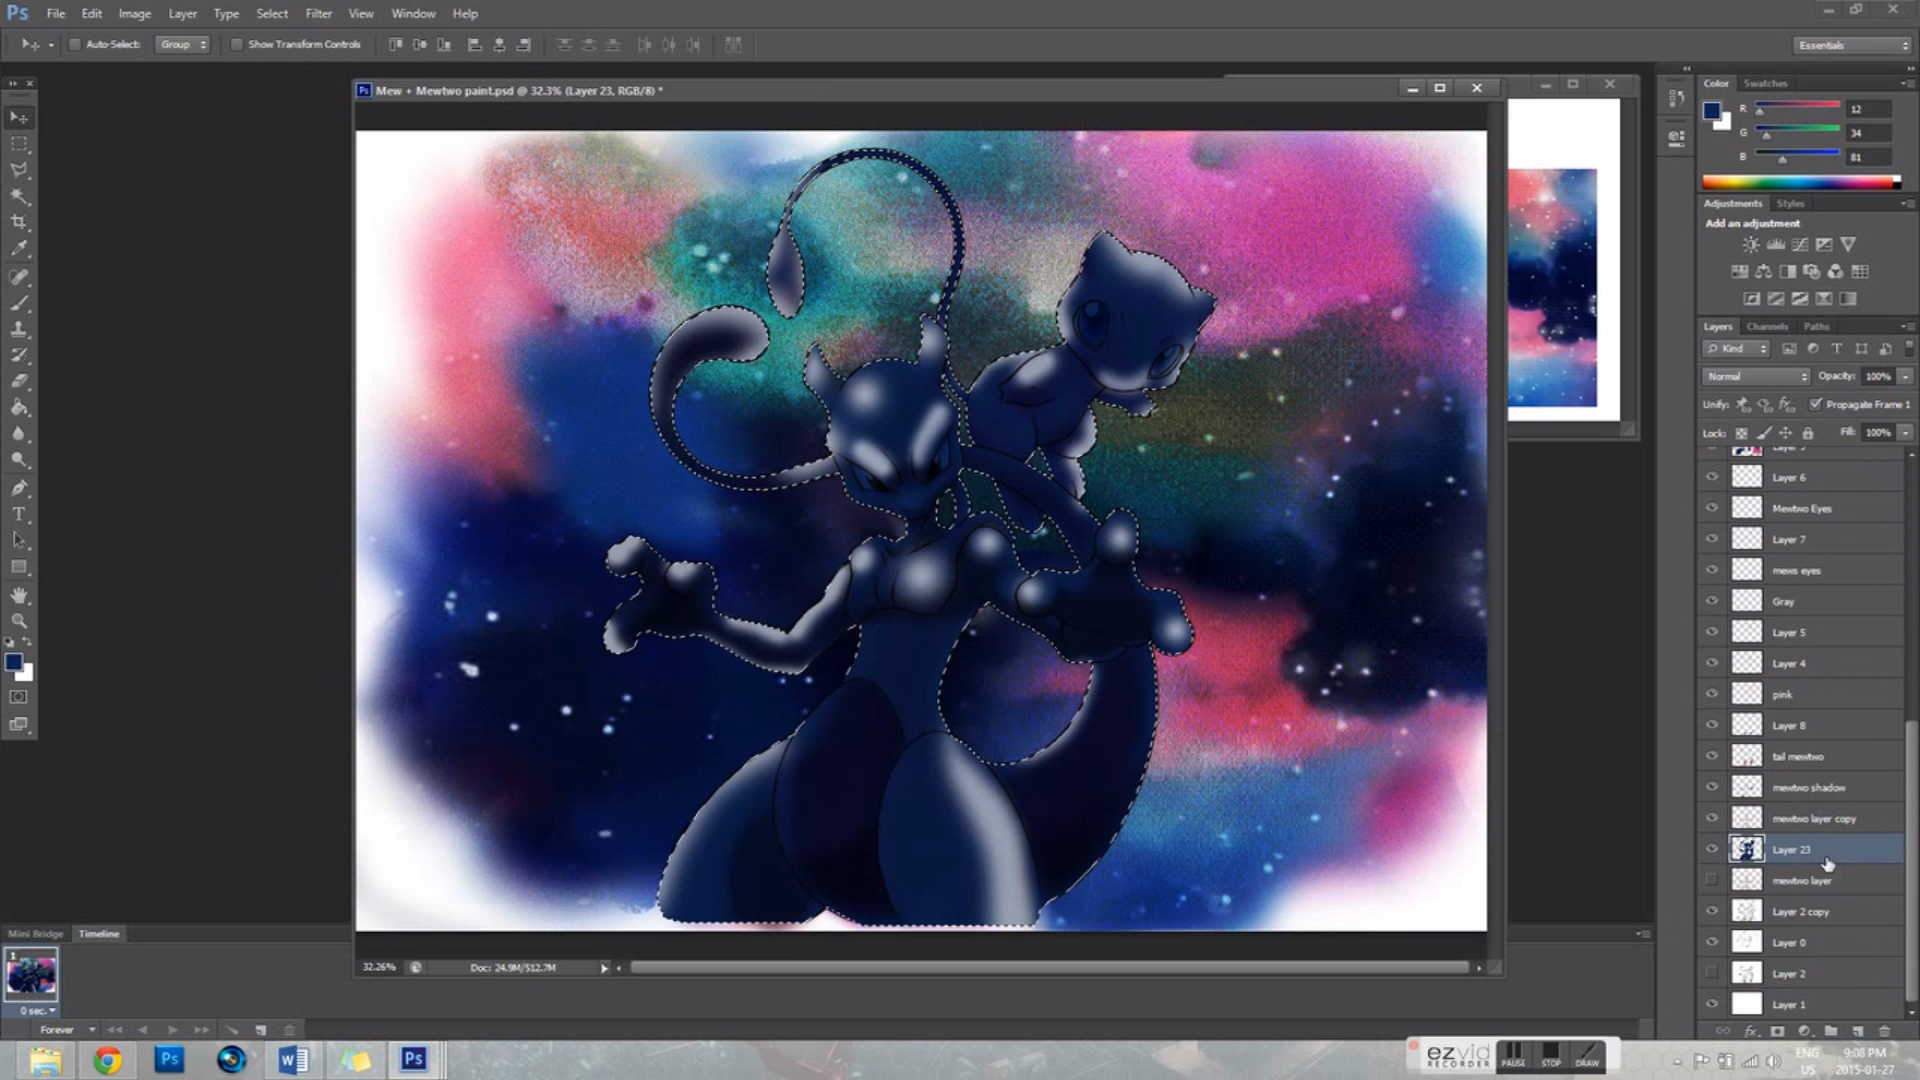 Ps File Edit Image Layer Type Select Filter View Window Help
Auto-Select: Group Show Transform Controls Essentials
Mew + Mewtwo paint.psd @ 32.3% (Layer 23, RGB/8) *
Color Swatches
R 12
G 34
B 81
Adjustments Styles
Add an adjustment
Layers Channels Paths
Kind
Normal Opacity: 100%
Unify: Propagate Frame 1
Lock: Fill: 100%
Layer 6
Mewtwo Eyes
Layer 7
mews eyes
Gray
Layer 5
Layer 4
pink
Layer 8
tail mewtwo
mewtwo shadow
mewtwo layer copy
Layer 23
mewtwo layer
Layer 2 copy
Layer 0
Layer 2
Layer 1
Mini Bridge Timeline
1
0 sec.
32.26% Doc: 24.9M/512.7M
Forever
ezvid
RECORDER
PAUSE STOP DRAW
ENG
US
9:08 PM
2015-01-27